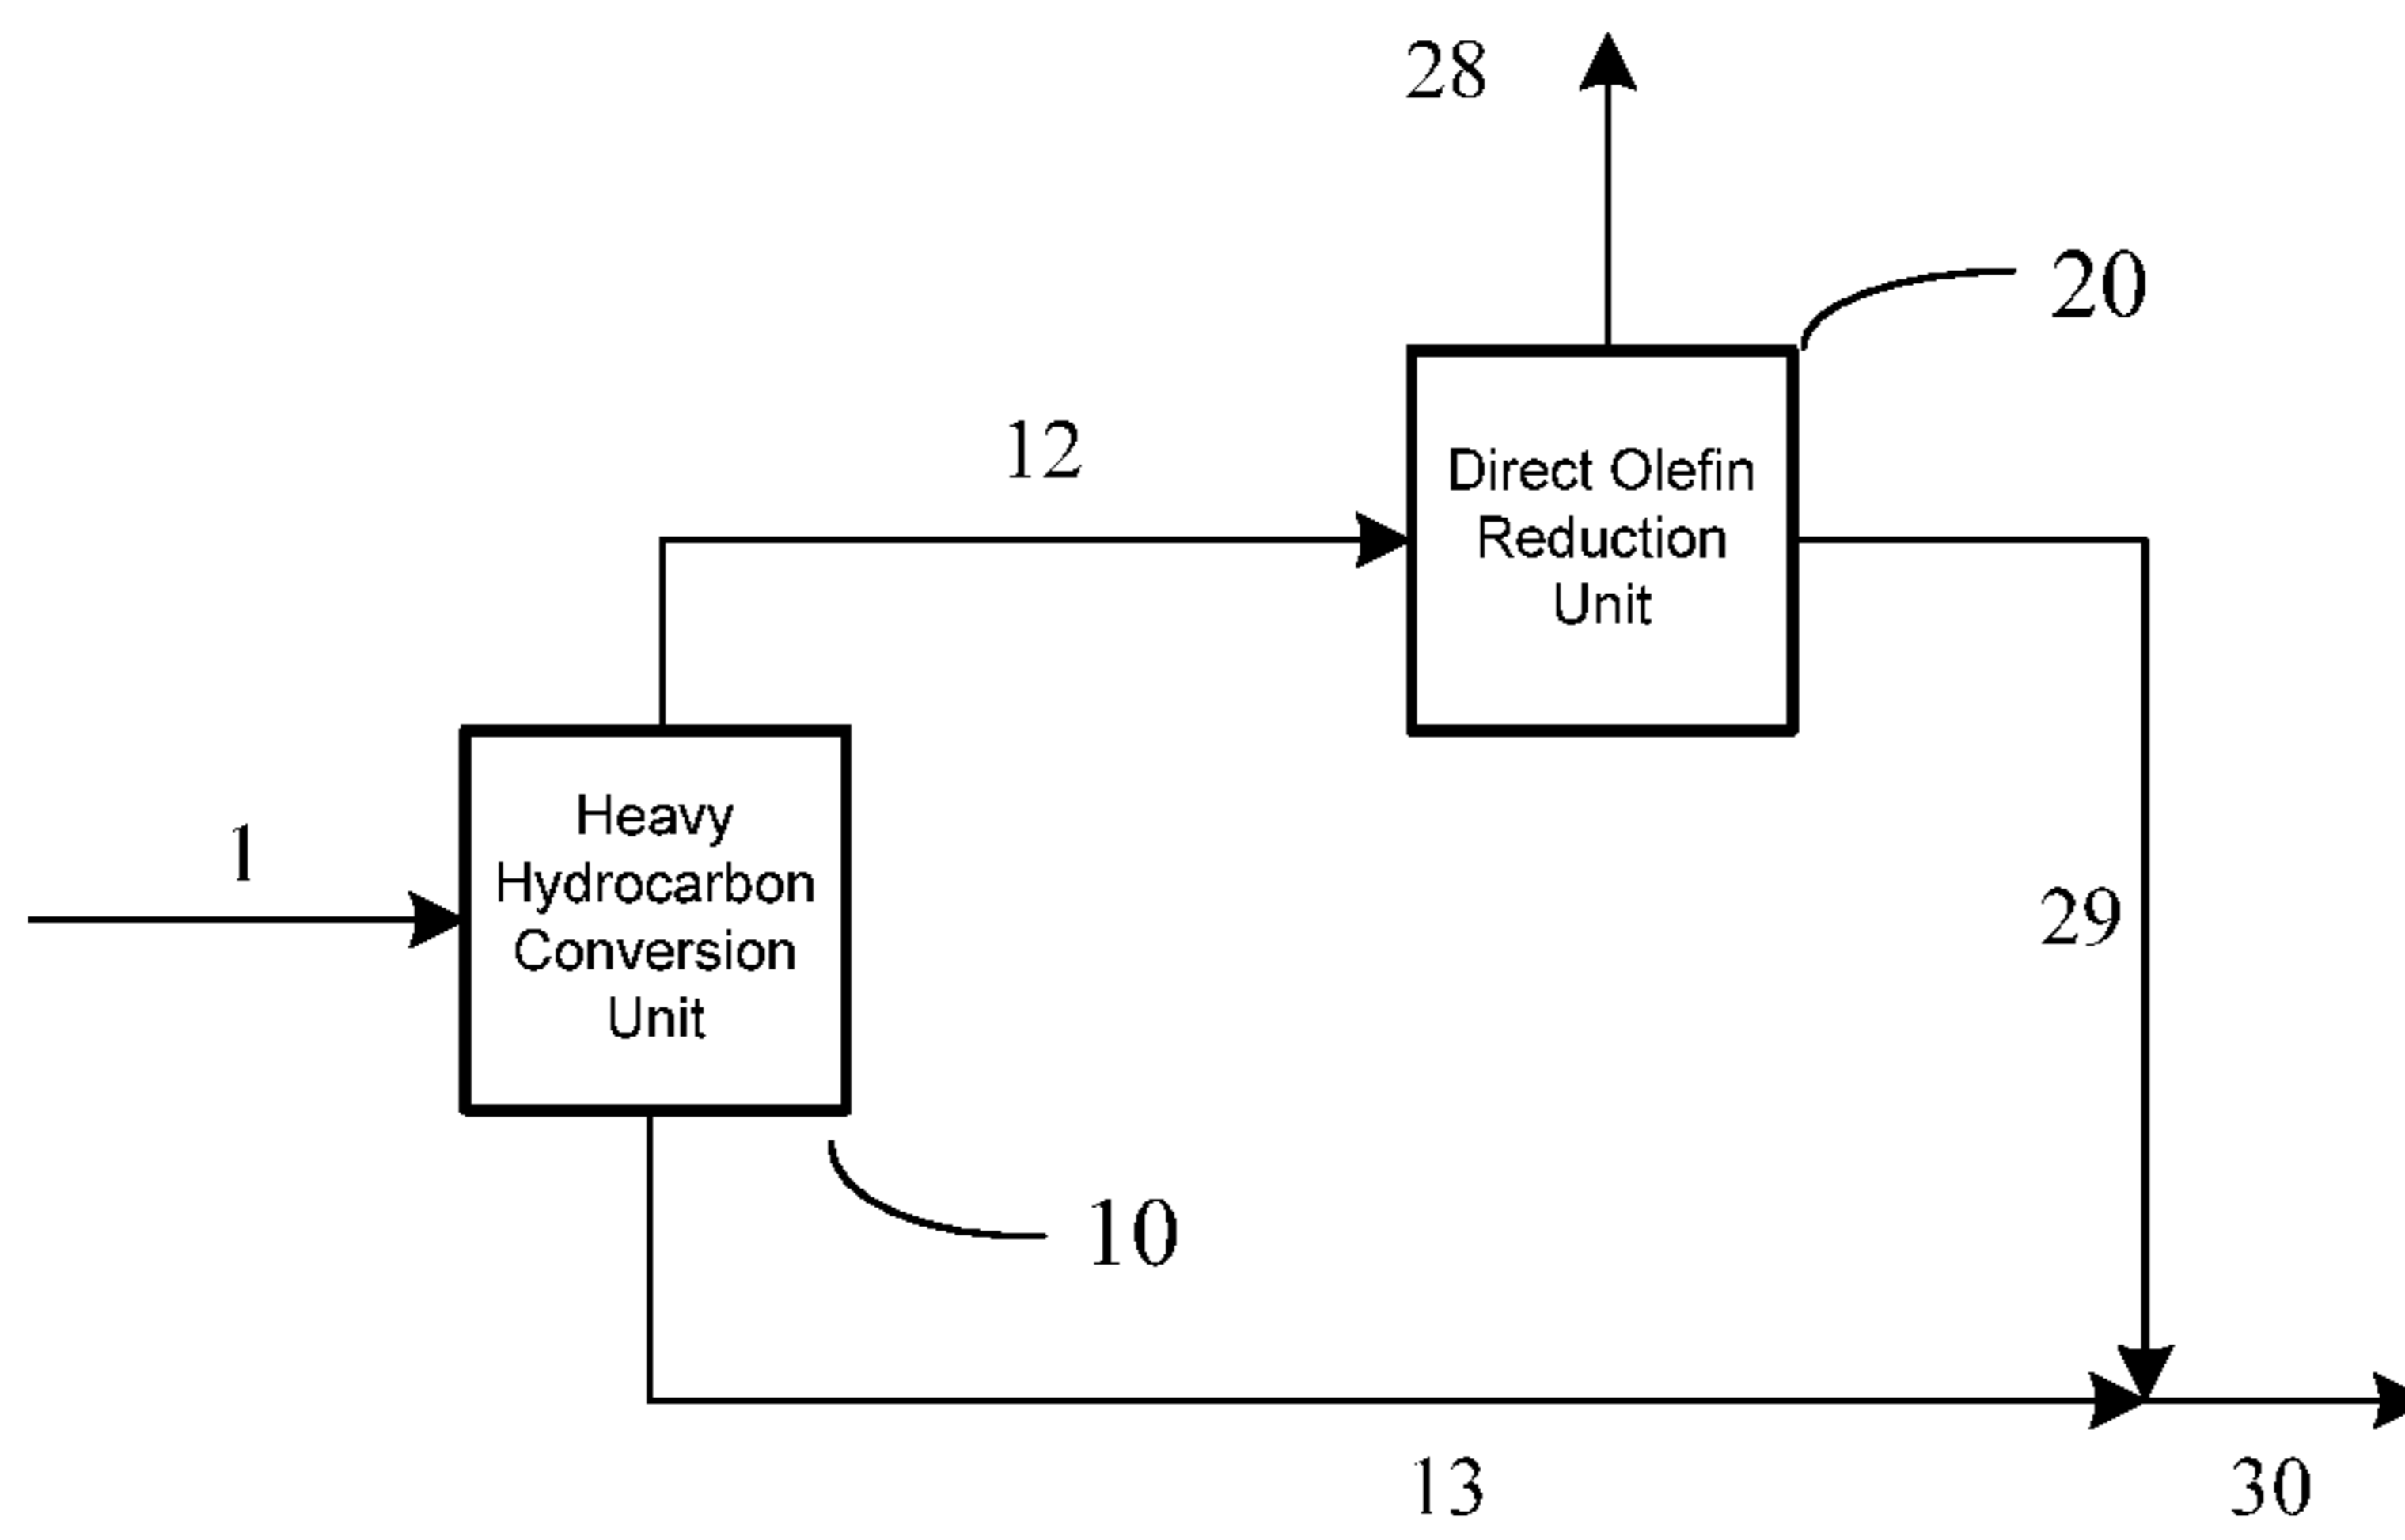 28
20
12
Direct Olefin
Reduction
Unit
1
Heavy
Hydrocarbon
Conversion
Unit
29
10
13
30